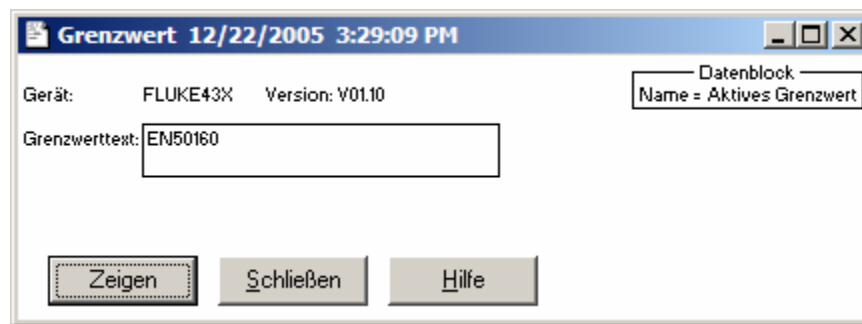 Grenzwert 12/22/2005 3:29:09 PM
Datenblock
Gerät: FLUKE43X Version: V01.10
Name = Aktives Grenzwert
Grenzwerttext: EN50160
Zeigen Schließen Hilfe